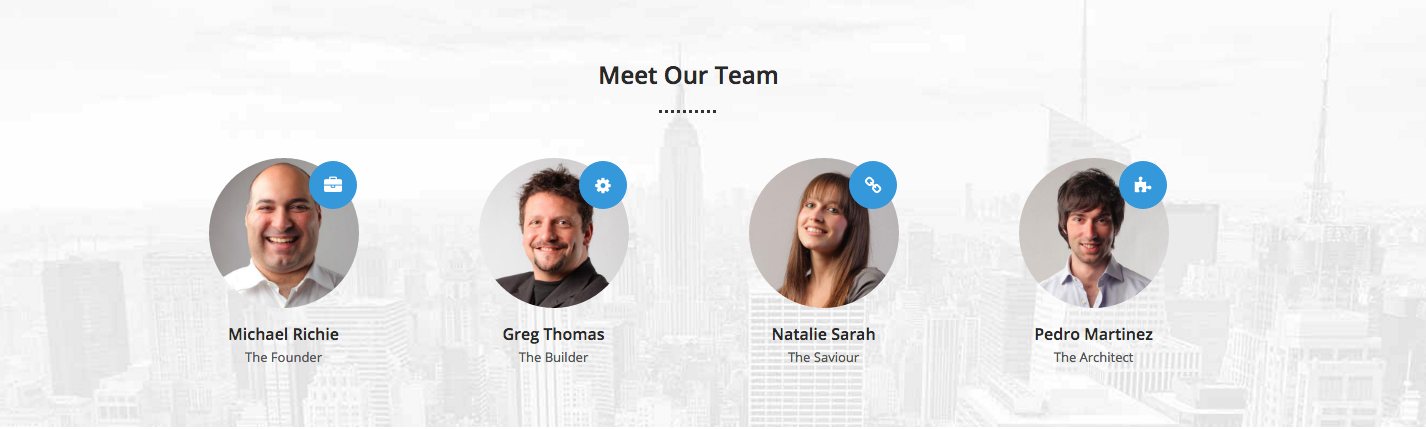 Meet Our Team
Michael Richie
The Founder
Greg Thomas
The Builder
Natalie Sarah
The Saviour
Pedro Martinez
The Architect